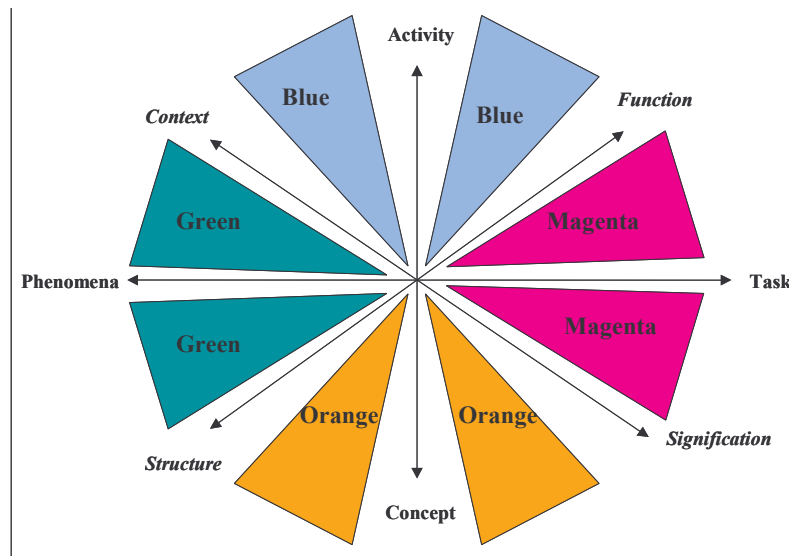 Activity
Blue
Blue
Context
Function
Green
Magenta
Phenomena
Task
Green
Magenta
Orange
Orange
Structure
Signification
Concept